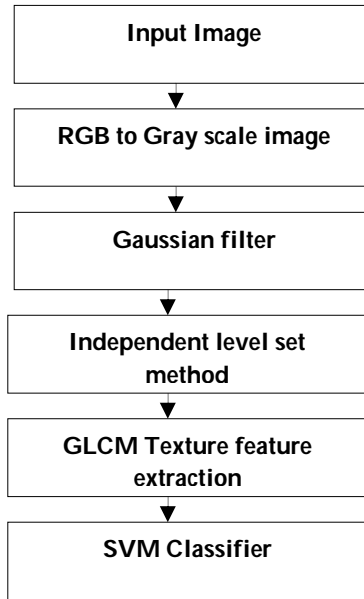 Input Image
RGB to Gray scale image
Gaussian filter
Independent level set
method
GLCM Texture feature
extraction
SVM Classifier